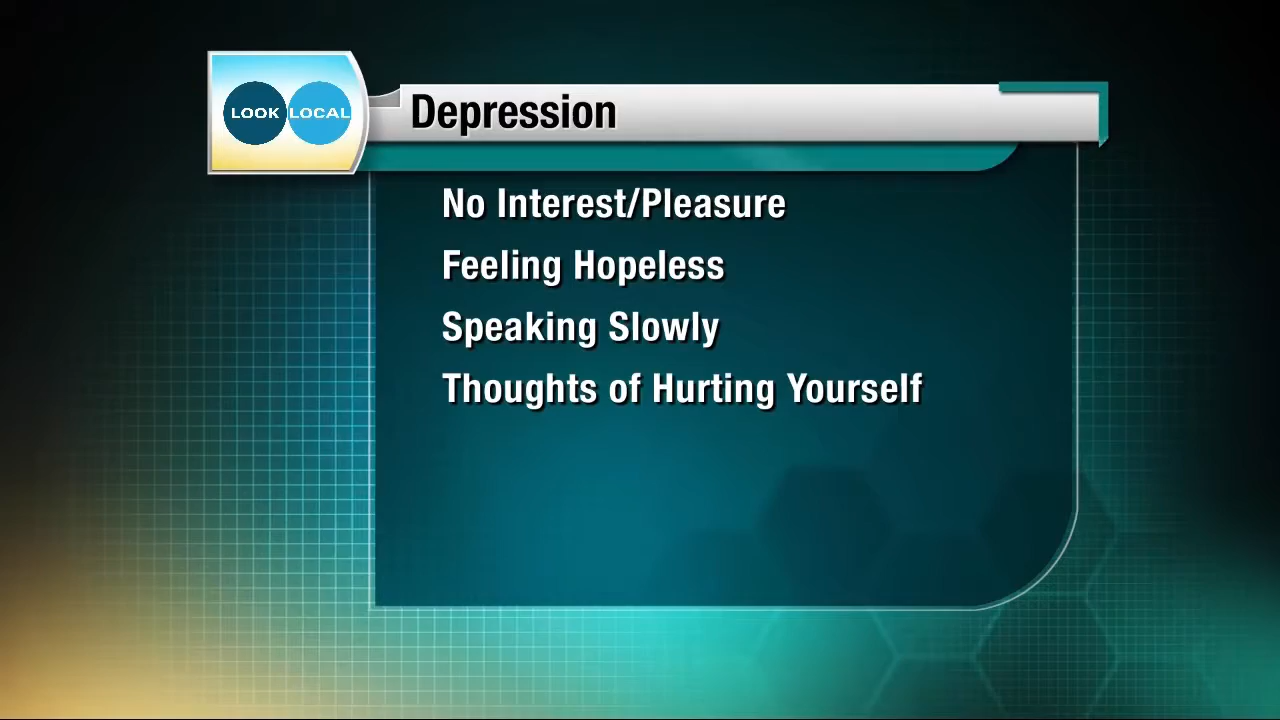 LOOK LOCAL
Depression
No Interest/Pleasure
Feeling Hopeless
Speaking Slowly
Thoughts of Hurting Yourself